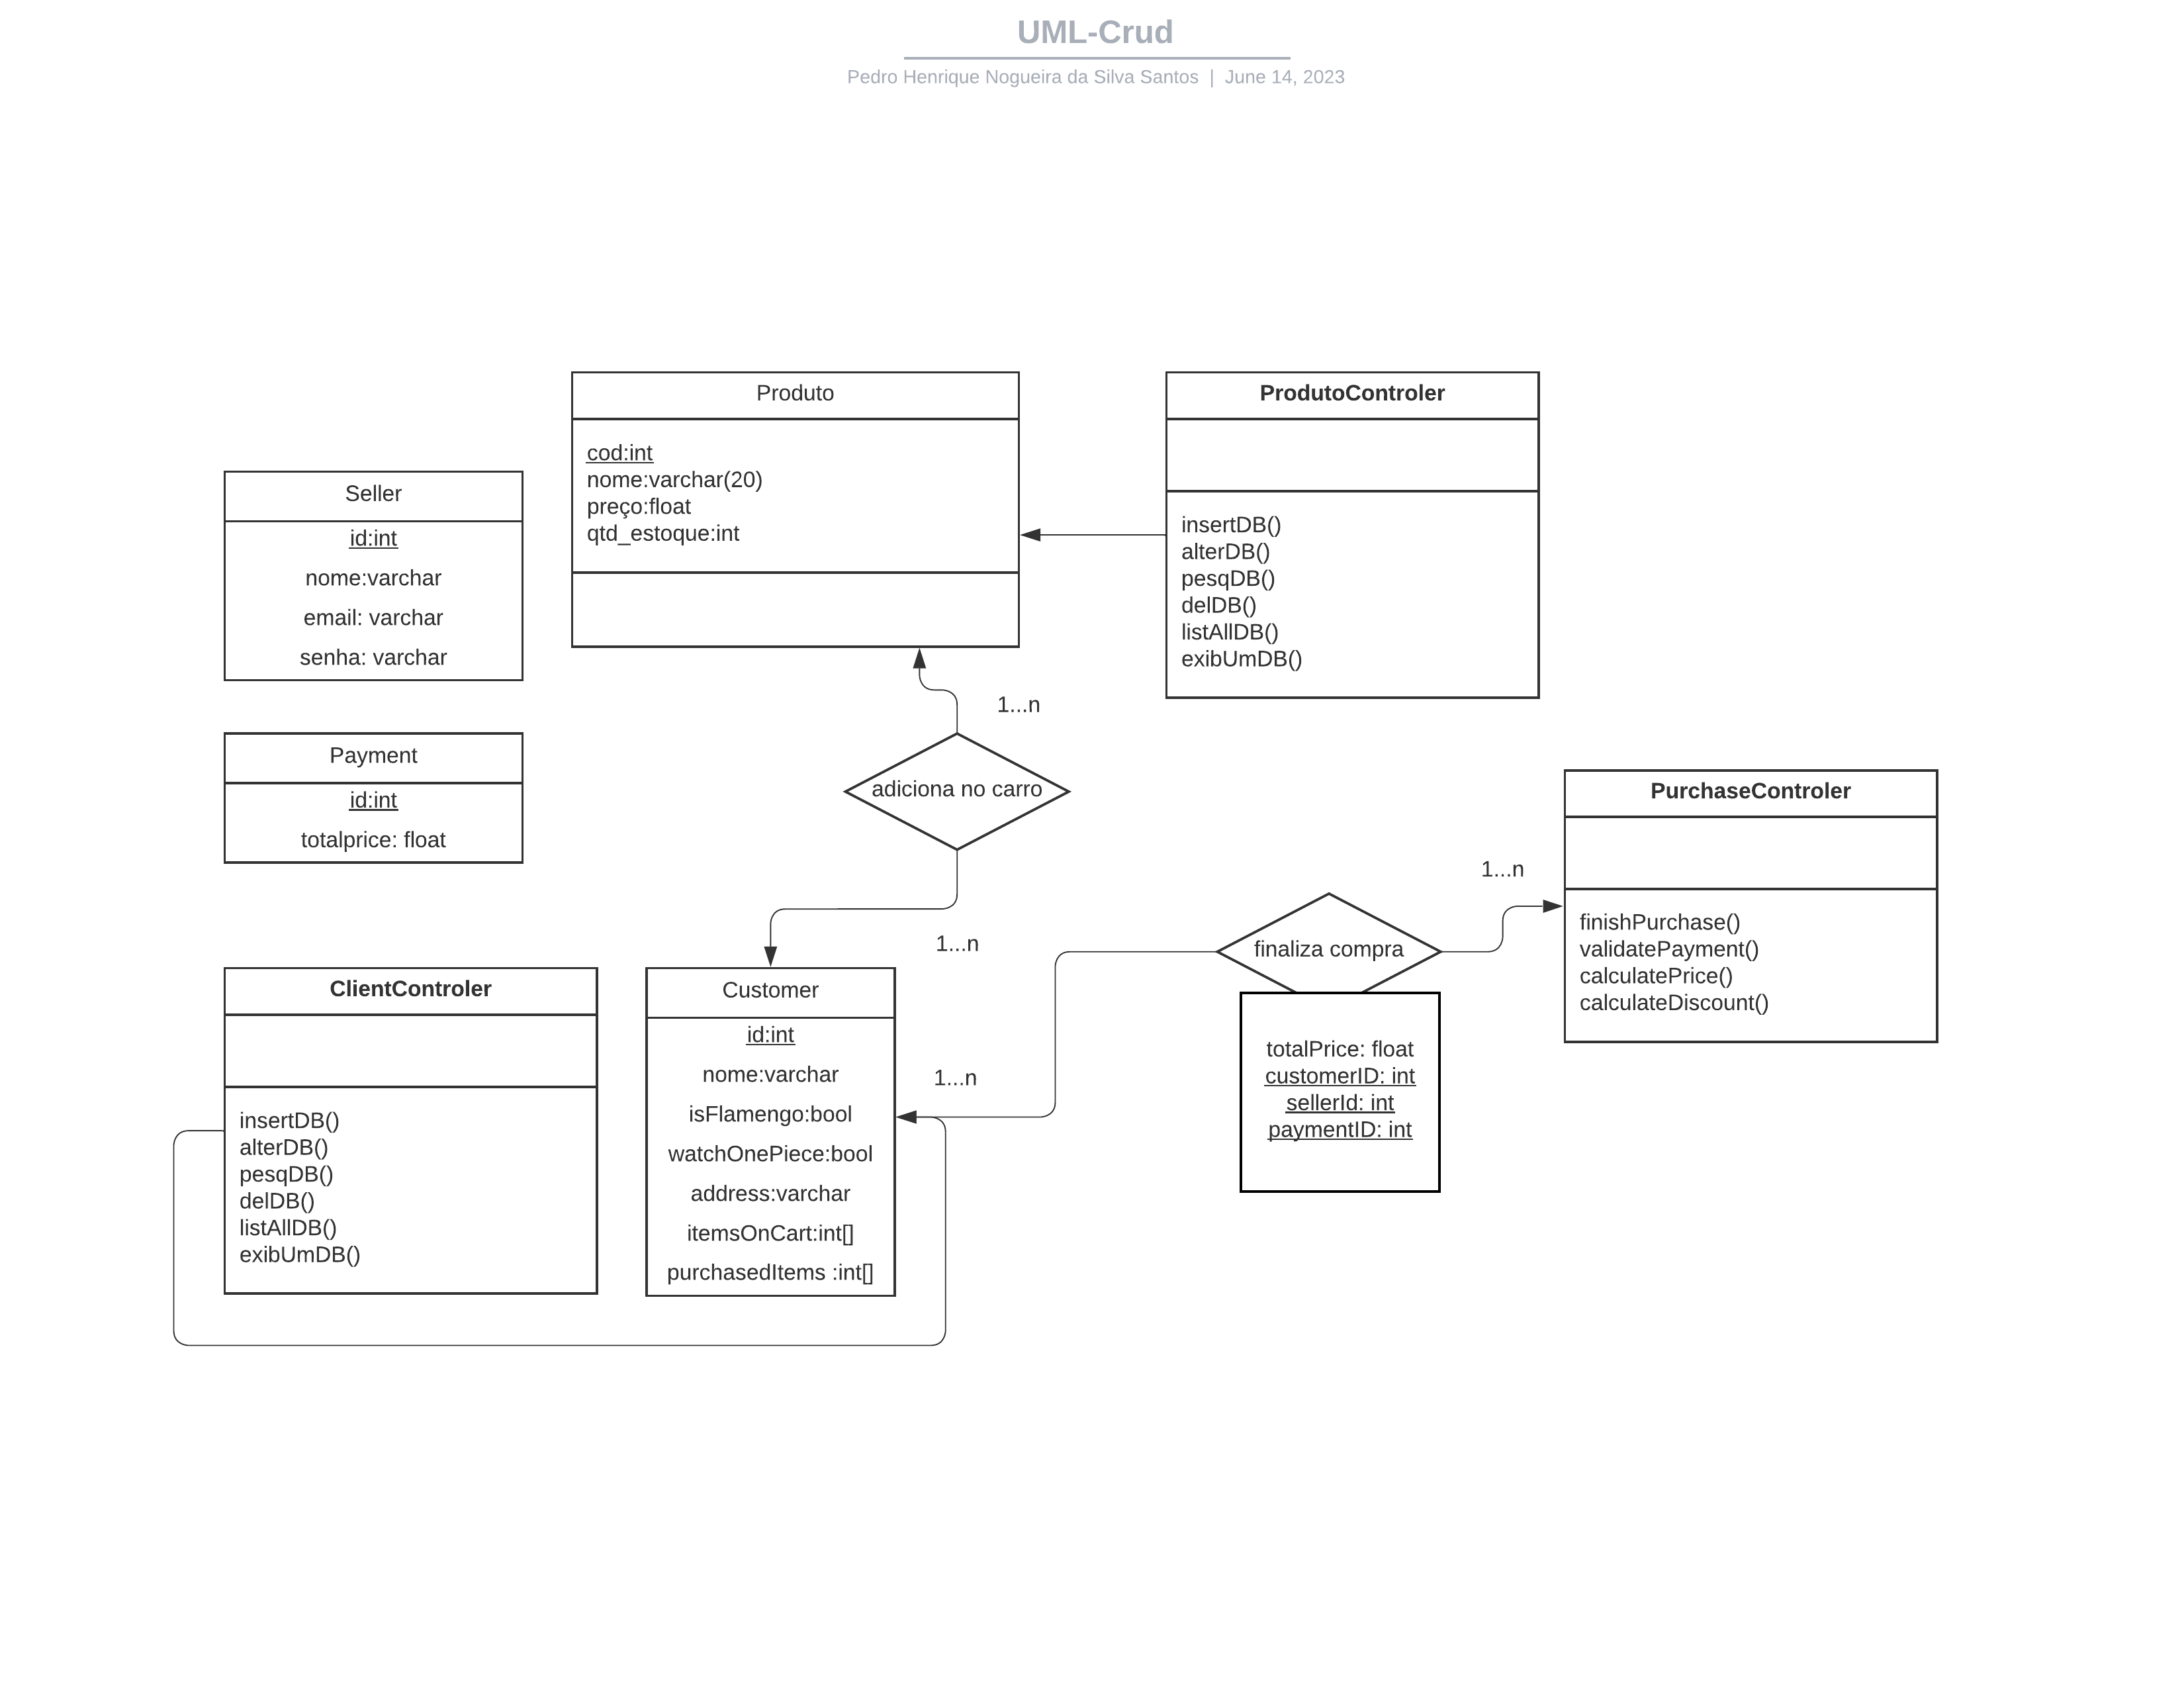 UML-Crud
Pedro Henrique Nogueira da Silva Santos | June 14, 2023
Produto
cod:int
nome:varchar(20)
preço:float
qtd_estoque:int
ProdutoControler
insertDB()
alterDB()
pesqDB()
delDB()
listAllDB()
exibUmDB()
Seller
id:int
nome:varchar
email: varchar
senha: varchar
1...n
Payment
id:int
totalprice: float
adiciona no carro
PurchaseControler
finishPurchase()
validatePayment()
calculatePrice()
calculateDiscount()
1...n
finaliza compra
totalPrice: float
customerID: int
sellerId: int
paymentID: int
1...n
ClientControler
insertDB()
alterDB()
pesqDB()
delDB()
listAllDB()
exibUmDB()
Customer
id:int
nome:varchar
isFlamengo:bool
watchOnePiece:bool
address:varchar
itemsOnCart:int[]
purchasedItems :int[]
1...n